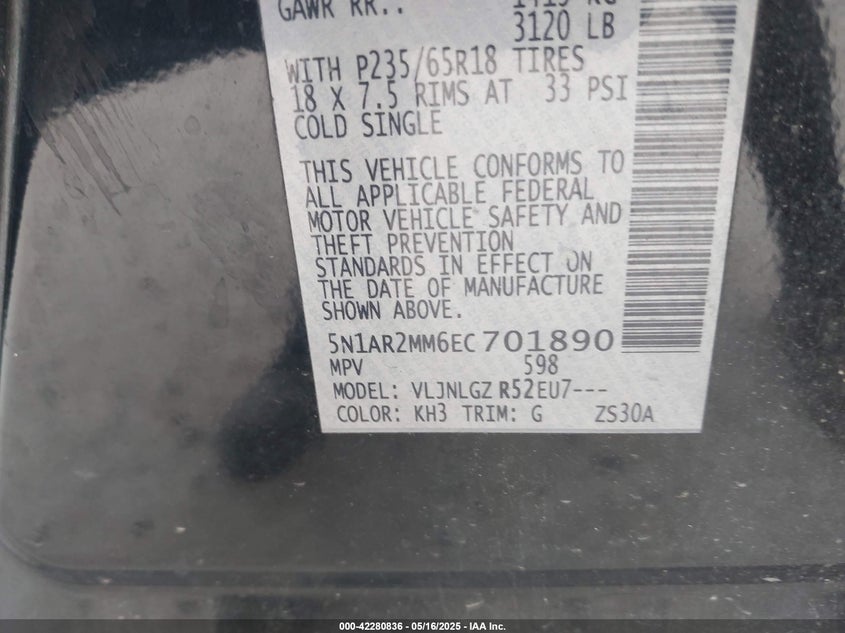 GAWR RR.: 1415 KG
3120 LB
WITH P235/65R18 TIRES
18 X 7.5 RIMS AT 33 PSI
COLD SINGLE
THIS VEHICLE CONFORMS TO
ALL APPLICABLE FEDERAL
MOTOR VEHICLE SAFETY AND
THEFT PREVENTION
STANDARDS IN EFFECT ON
THE DATE OF MANUFACTURE
SHOWN ABOVE.
5N1AR2MM6EC701890
MPV 598
MODEL: VLJNLGZ R52EU7---
COLOR: KH3 TRIM: G ZS30A
000-42280836 - 05/16/2025 - IAA Inc.